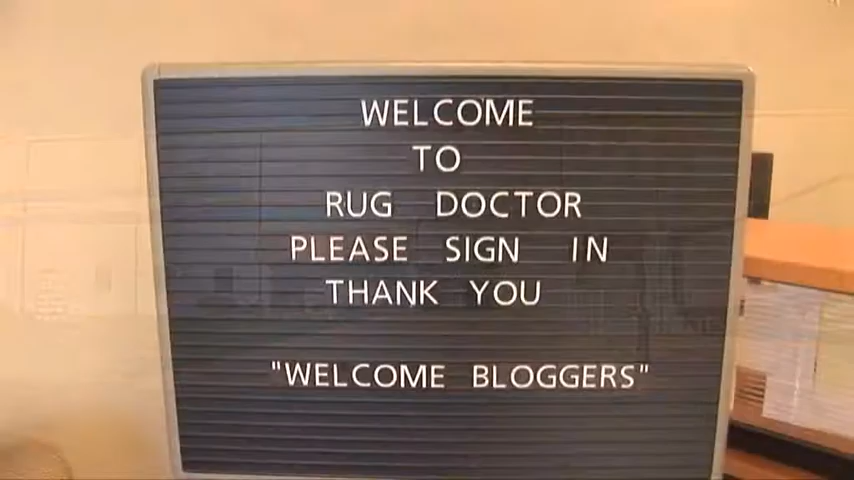 WELCOME
TO
RUG DOCTOR
PLEASE SIGN IN
THANK YOU
"WELCOME BLOGGERS"